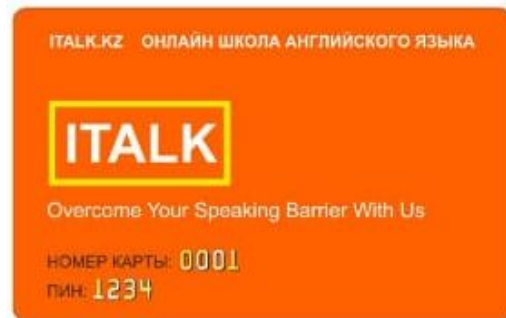 ITALK.KZ ОНЛАЙН ШКОЛА АНГЛИЙСКОГО ЯЗЫКА
ITALK
Overcome Your Speaking Barrier With Us
НОМЕР КАРТЫ: 0001
ПИН: 1234